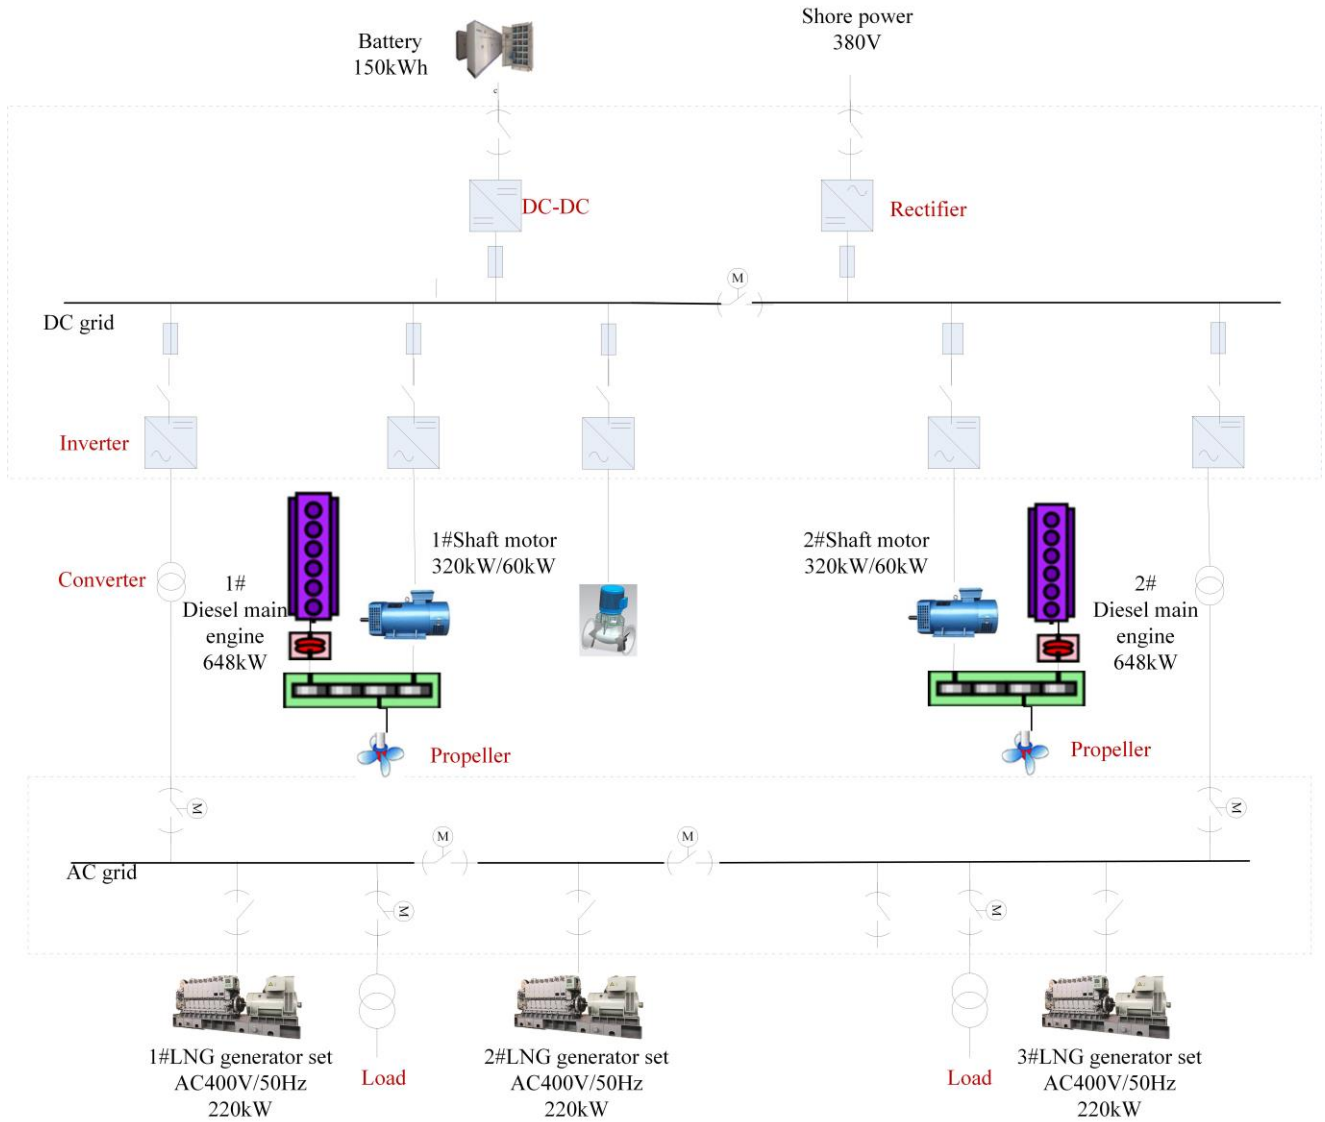 Shore power
380V
Battery
150kWh
c
DC-DC
Rectifier
M
DC grid
Inverter
1#Shaft motor
320kW/60kW
2#Shaft motor
320kW/60kW
Converter
1#
Diesel main
engine
648kW
2#
Diesel main
engine
648kW
Propeller
Propeller
M
M
M
M
AC grid
M
M
1#LNG generator set
AC400V/50Hz
220kW
Load
2#LNG generator set
AC400V/50Hz
220kW
Load
3#LNG generator set
AC400V/50Hz
220kW